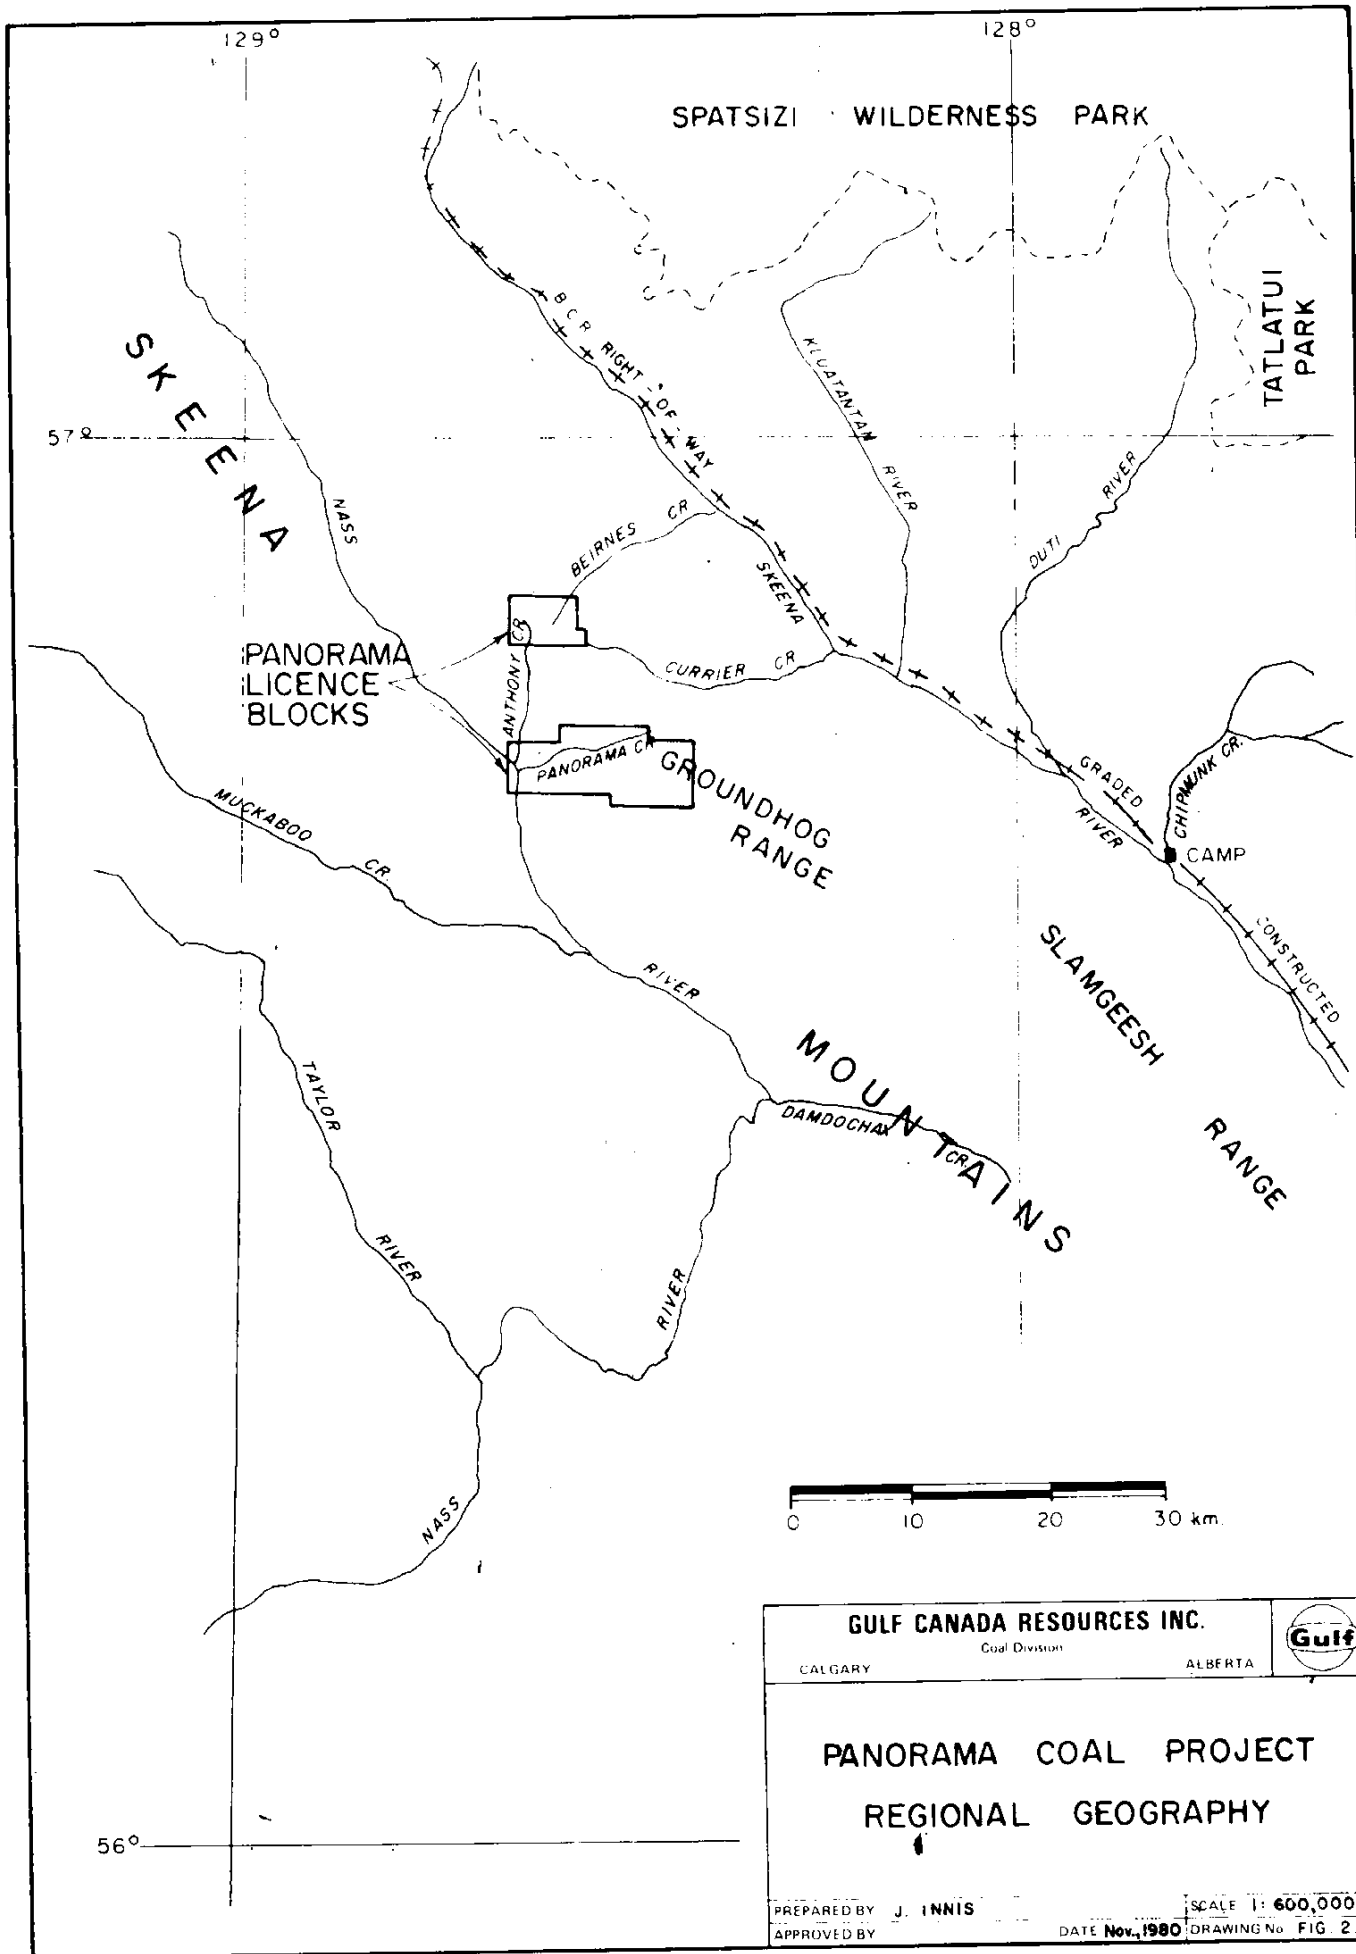 129°
128°
SPATSIZI WILDERNESS PARK
TATLATUI
PARK
B.C.R. RIGHT-OF-WAY
KLUATANTAN
RIVER
SKEENA
57°
NASS
DUTI
RIVER
BEIRNES CR
SKEENA
ANTHONY CR
PANORAMA
LICENCE
BLOCKS
CURRIER CR
PANORAMA CR
GROUNDHOG
RANGE
GRADED
RIVER
CHIPMUNK CR.
CAMP
CONSTRUCTED
MUCKABOO
CR.
RIVER
SLAMGEESH
RANGE
MOUNTAINS
DAMDOCHAX
CR.
TAYLOR
RIVER
RIVER
NASS
0 10 20 30 km.
GULF CANADA RESOURCES INC.
Coal Division
CALGARY ALBERTA
Gulf
PANORAMA COAL PROJECT
REGIONAL GEOGRAPHY
56°
PREPARED BY J. INNIS
SCALE 1:600,000
APPROVED BY
DATE Nov., 1980
DRAWING No FIG. 2.